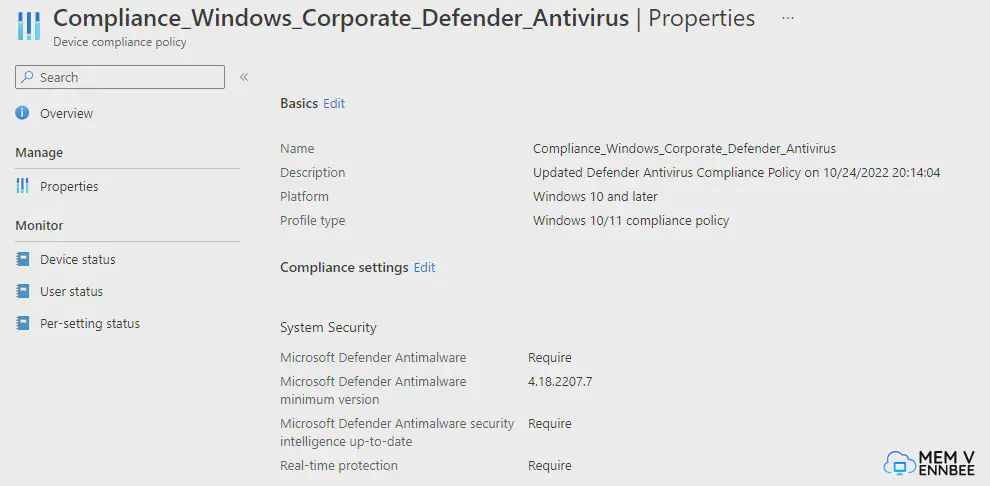 Compliance_Windows_Corporate_Defender_Antivirus | Properties ...
Device compliance policy
Search «
Overview
Manage
Properties
Monitor
Device status
User status
Per-setting status
Basics Edit
Name Compliance_Windows_Corporate_Defender_Antivirus
Description Updated Defender Antivirus Compliance Policy on 10/24/2022 20:14:04
Platform Windows 10 and later
Profile type Windows 10/11 compliance policy
Compliance settings Edit
System Security
Microsoft Defender Antimalware Require
Microsoft Defender Antimalware 4.18.2207.7
minimum version
Microsoft Defender Antimalware security Require
intelligence up-to-date
Real-time protection Require
MEM V
ENNBEE